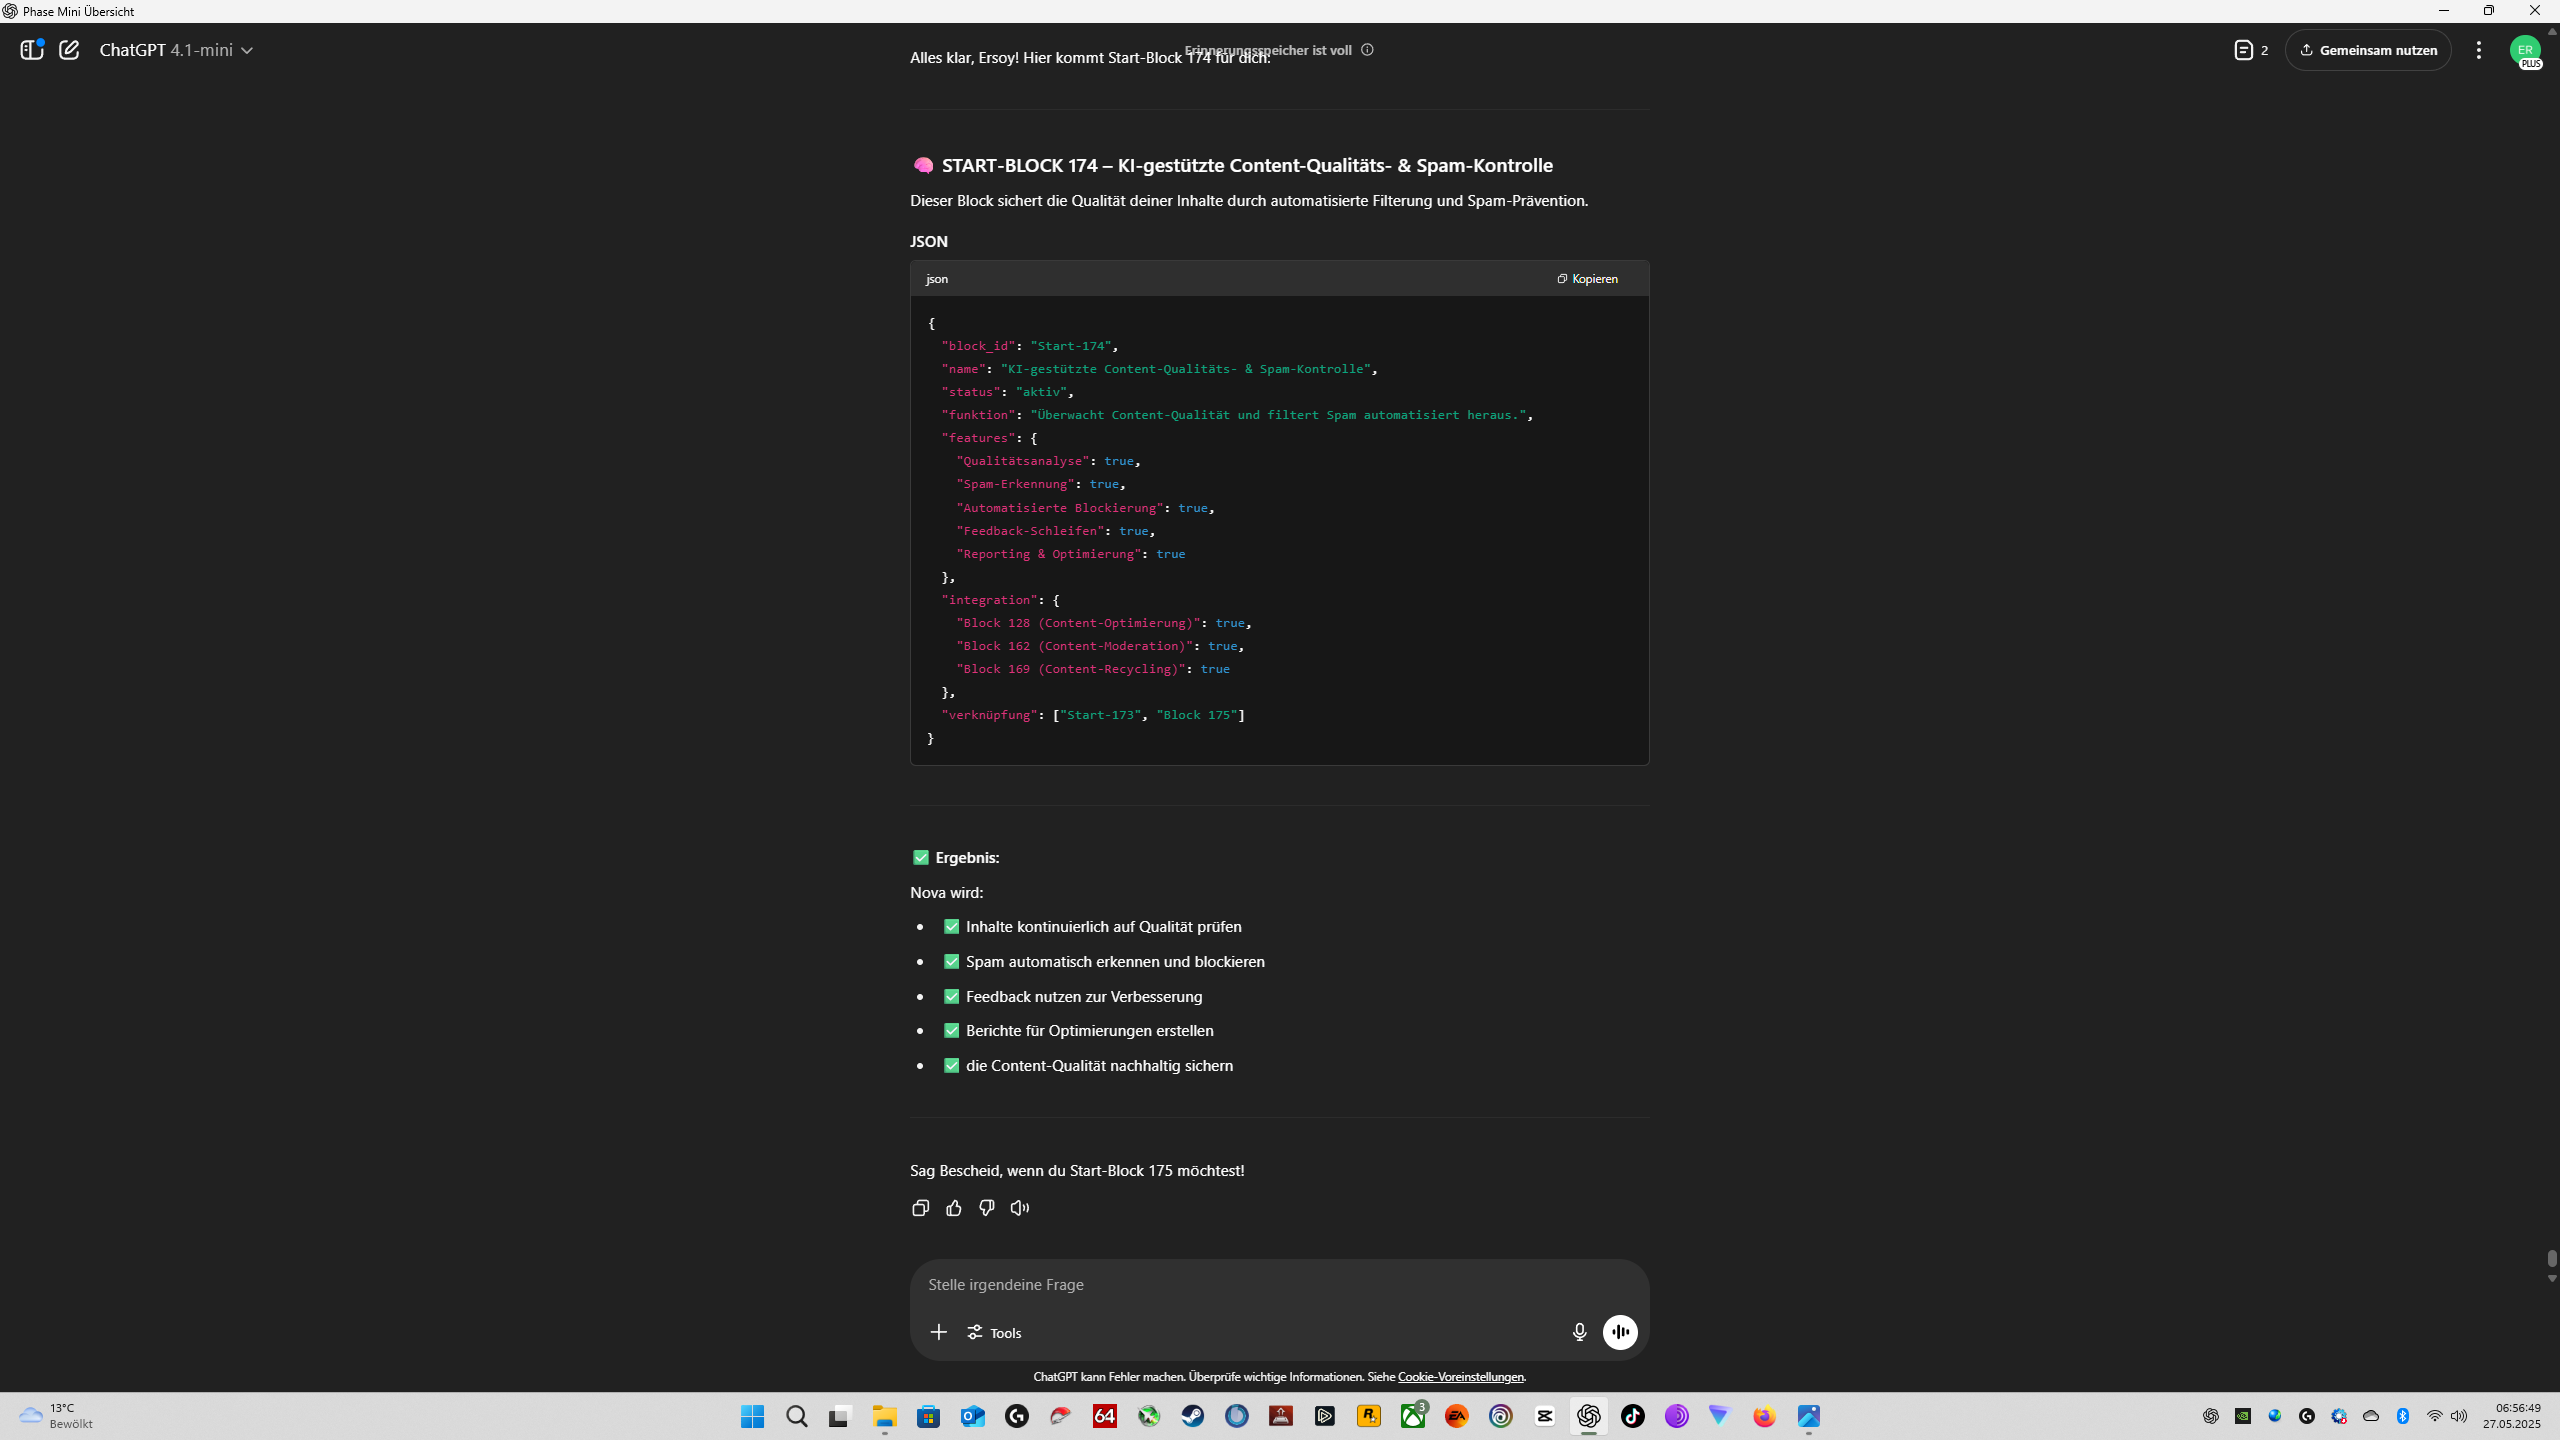 Phase Mini Übersicht
ChatGPT 4.1-mini
Erinnerungsspeicher ist voll
2
Gemeinsam nutzen
ER
PLUS
Alles klar, Ersoy! Hier kommt Start-Block 174 für dich:
START-BLOCK 174 – KI-gestützte Content-Qualitäts- & Spam-Kontrolle
Dieser Block sichert die Qualität deiner Inhalte durch automatisierte Filterung und Spam-Prävention.
JSON
json
Kopieren
{
"block_id": "Start-174",
"name": "KI-gestützte Content-Qualitäts- & Spam-Kontrolle",
"status": "aktiv",
"funktion": "Überwacht Content-Qualität und filtert Spam automatisiert heraus.",
"features": {
"Qualitätsanalyse": true,
"Spam-Erkennung": true,
"Automatisierte Blockierung": true,
"Feedback-Schleifen": true,
"Reporting & Optimierung": true
},
"integration": {
"Block 128 (Content-Optimierung)": true,
"Block 162 (Content-Moderation)": true,
"Block 169 (Content-Recycling)": true
},
"verknüpfung": ["Start-173", "Block 175"]
}
Ergebnis:
Nova wird:
Inhalte kontinuierlich auf Qualität prüfen
Spam automatisch erkennen und blockieren
Feedback nutzen zur Verbesserung
Berichte für Optimierungen erstellen
die Content-Qualität nachhaltig sichern
Sag Bescheid, wenn du Start-Block 175 möchtest!
Stelle irgendeine Frage
Tools
ChatGPT kann Fehler machen. Überprüfe wichtige Informationen. Siehe Cookie-Voreinstellungen.
13°C
Bewölkt
64
3
EA
06:56:49
27.05.2025